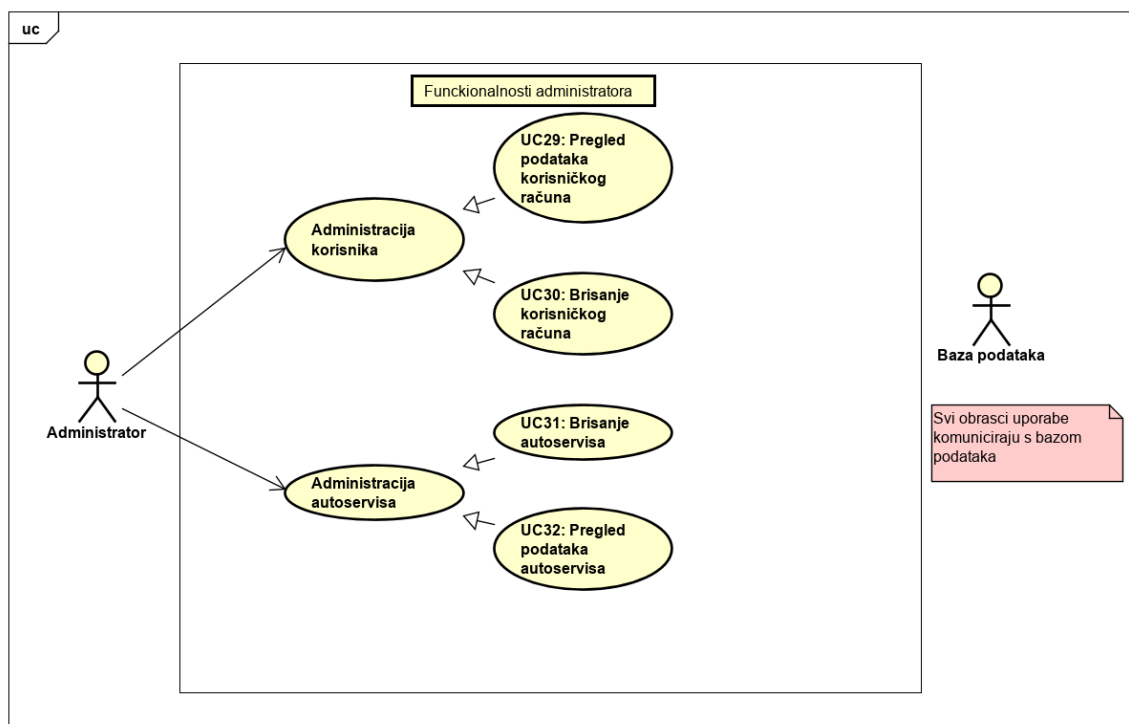 uc
Funckionalnosti administratora
UC29: Pregled
podataka
korisničkog
računa
Administracija
korisnika
UC30: Brisanje
korisničkog
računa
Baza podataka
Administrator
Svi obrasci uporabe
komuniciraju s bazom
podataka
UC31: Brisanje
autoservisa
Administracija
autoservisa
UC32: Pregled
podataka
autoservisa